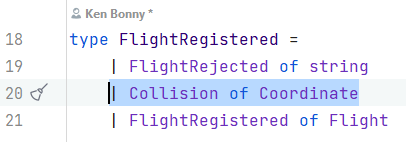 Ken Bonny *
18 type FlightRegistered =
19 | FlightRejected of string
20 | Collision of Coordinate
21 | FlightRegistered of Flight